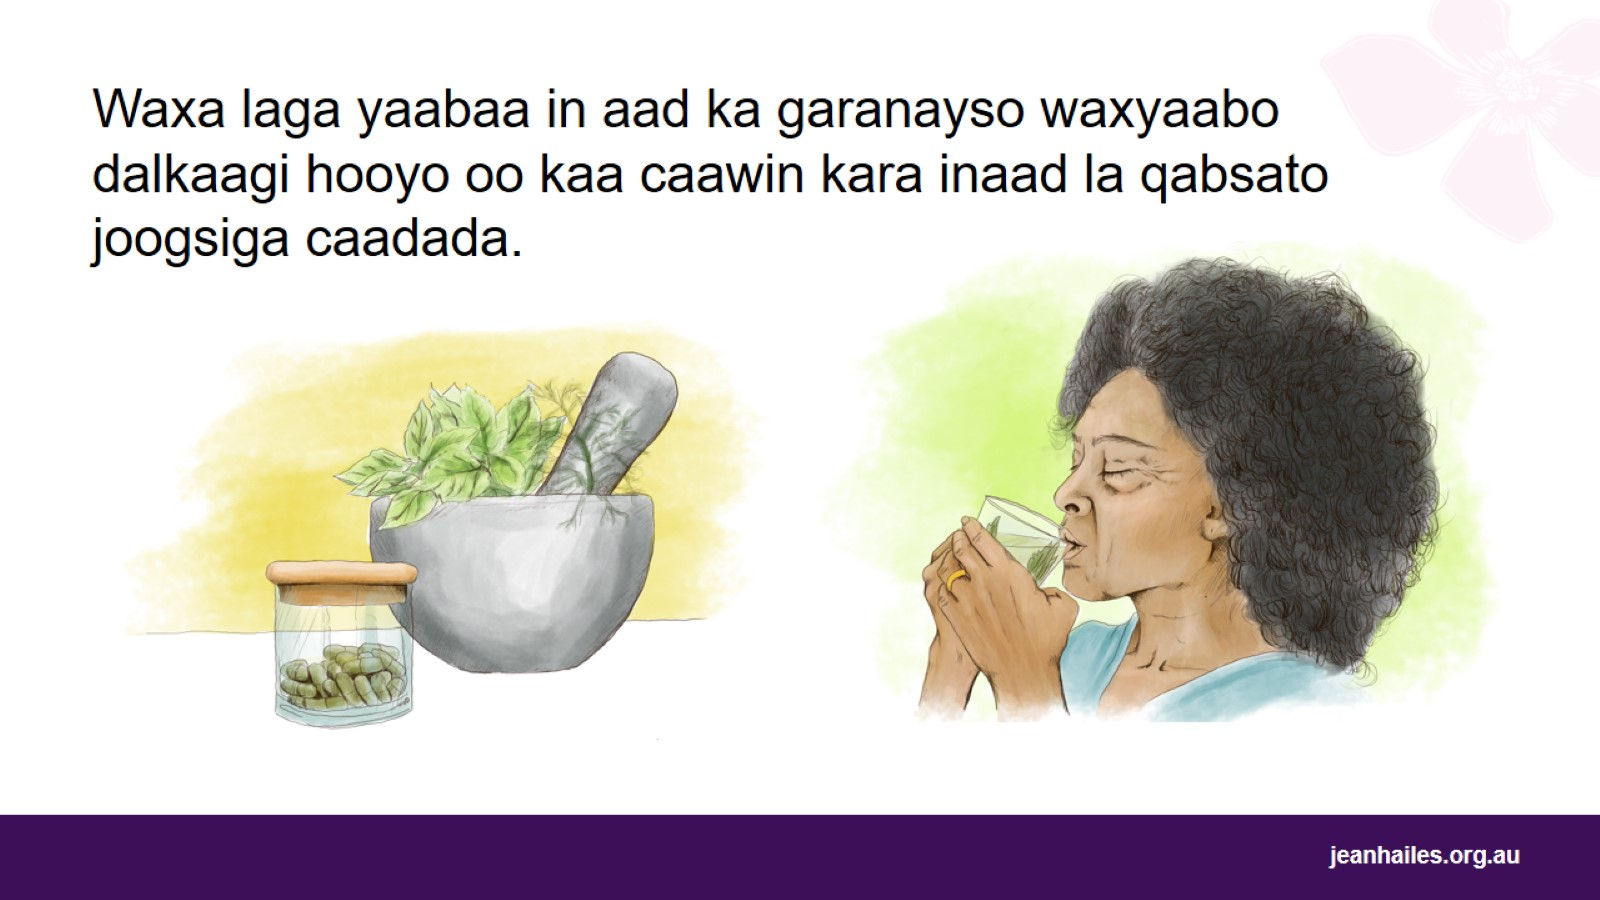 Waxa laga yaabaa in aad ka garanayso waxyaabo
dalkaagi hooyo oo kaa caawin kara inaad la qabsato
joogsiga caadada.
jeanhailes.org.au